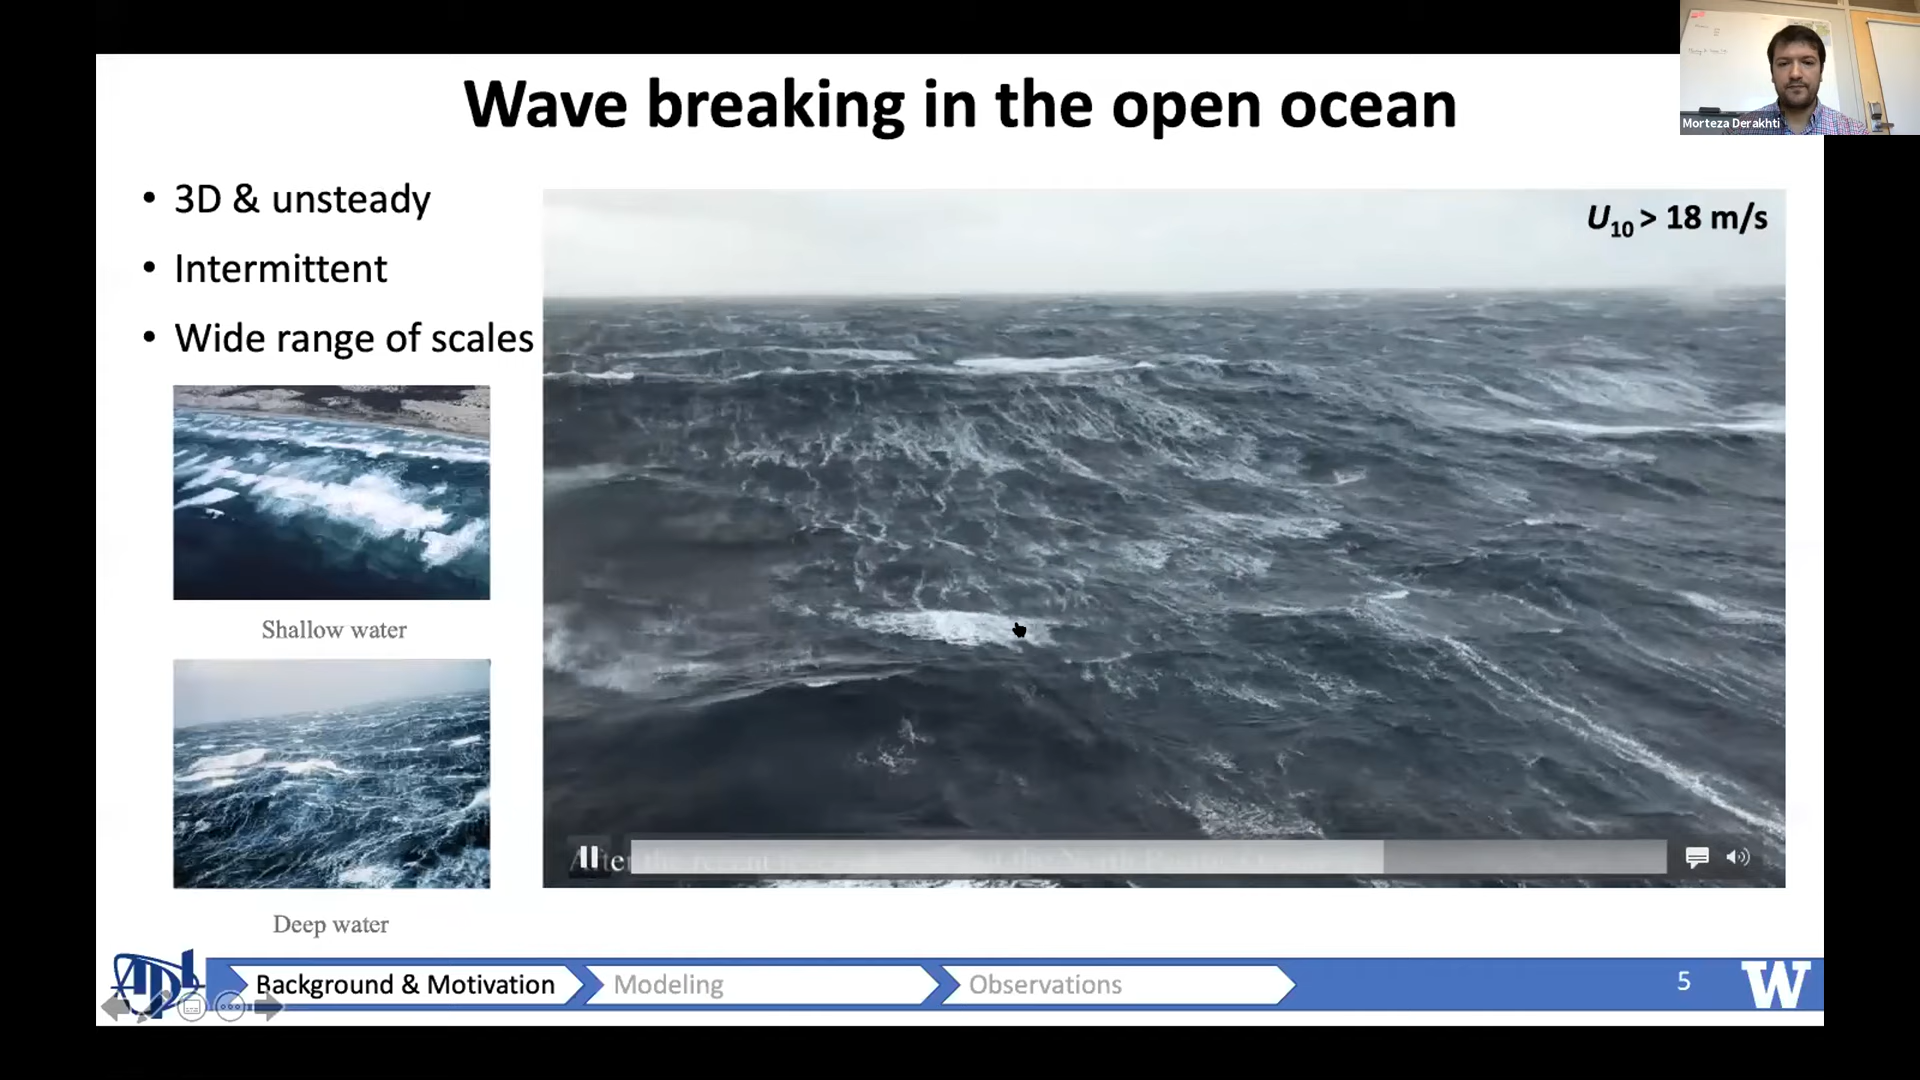 Wave breaking in the open ocean
Morteza Derakhti
• 3D & unsteady
• Intermittent
• Wide range of scales
U10 > 18 m/s
Shallow water
Deep water
APL
Background & Motivation
Modeling
Observations
5
W